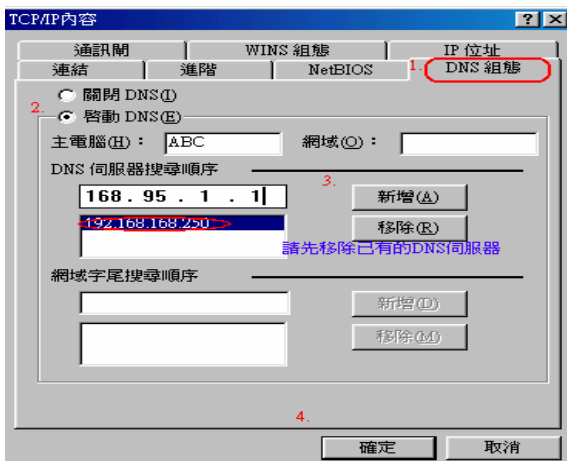 TCP/IP內容
通訊閘 WINS 組態 IP 位址
連結 進階 NetBIOS 1. DNS 組態
關閉 DNS(I)
2. 啓動 DNS(E)
主電腦(H)： ABC 網域(O)：
DNS 伺服器搜尋順序
168 . 95 . 1 . 1 3. 新增(A)
192.168.168.250 移除(R)
請先移除已有的DNS伺服器
網域字尾搜尋順序
新增(D)
移除(M)
4.
確定 取消